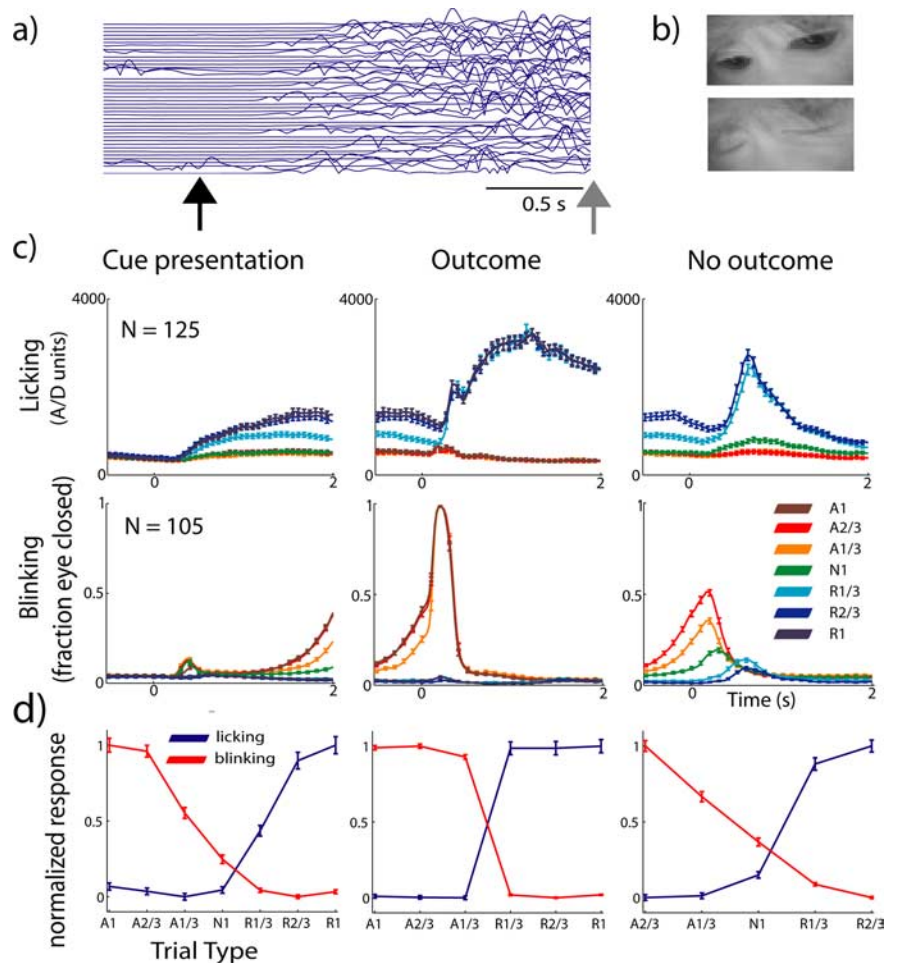 a)
b)
0.5 s
c)
Cue presentation
Outcome
No outcome
Licking
(A/D units)
4000
N = 125
0
0
2
0
2
4000
0
0
2
Blinking
(fraction eye closed)
1
N = 105
0.5
0
0
2
1
0.5
0
0
2
1
0.5
0
0
2
Time (s)
A1
A2/3
A1/3
N1
R1/3
R2/3
R1
d)
normalized response
licking
blinking
1
0.5
0
A1
A2/3
A1/3
N1
R1/3
R2/3
R1
Trial Type
1
0.5
0
A1
A2/3
A1/3
R1/3
R2/3
R1
1
0.5
0
A2/3
A1/3
N1
R1/3
R2/3